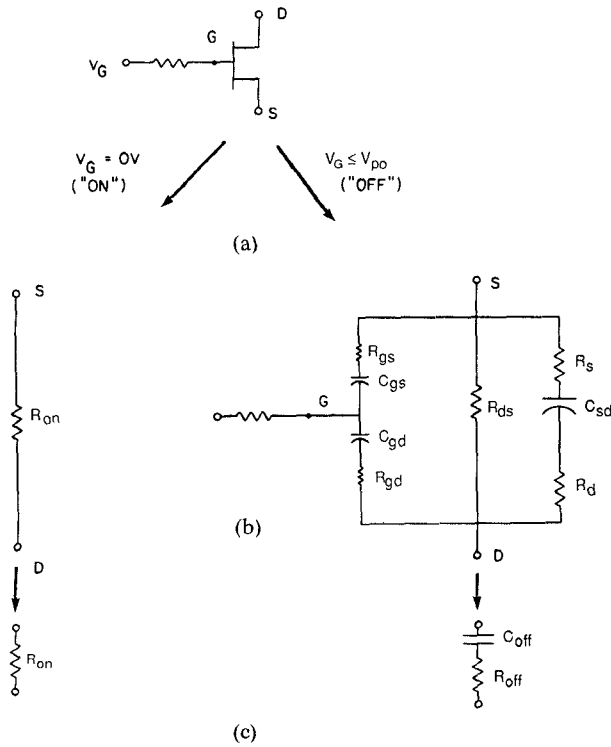 D
G
V_G
S
V_G = 0V
("ON")
V_G ≤ V_po
("OFF")
(a)
S
R_on
D
R_on
S
R_gs
C_gs
G
C_gd
R_gd
R_ds
R_s
C_sd
R_d
(b)
D
C_off
R_off
(c)